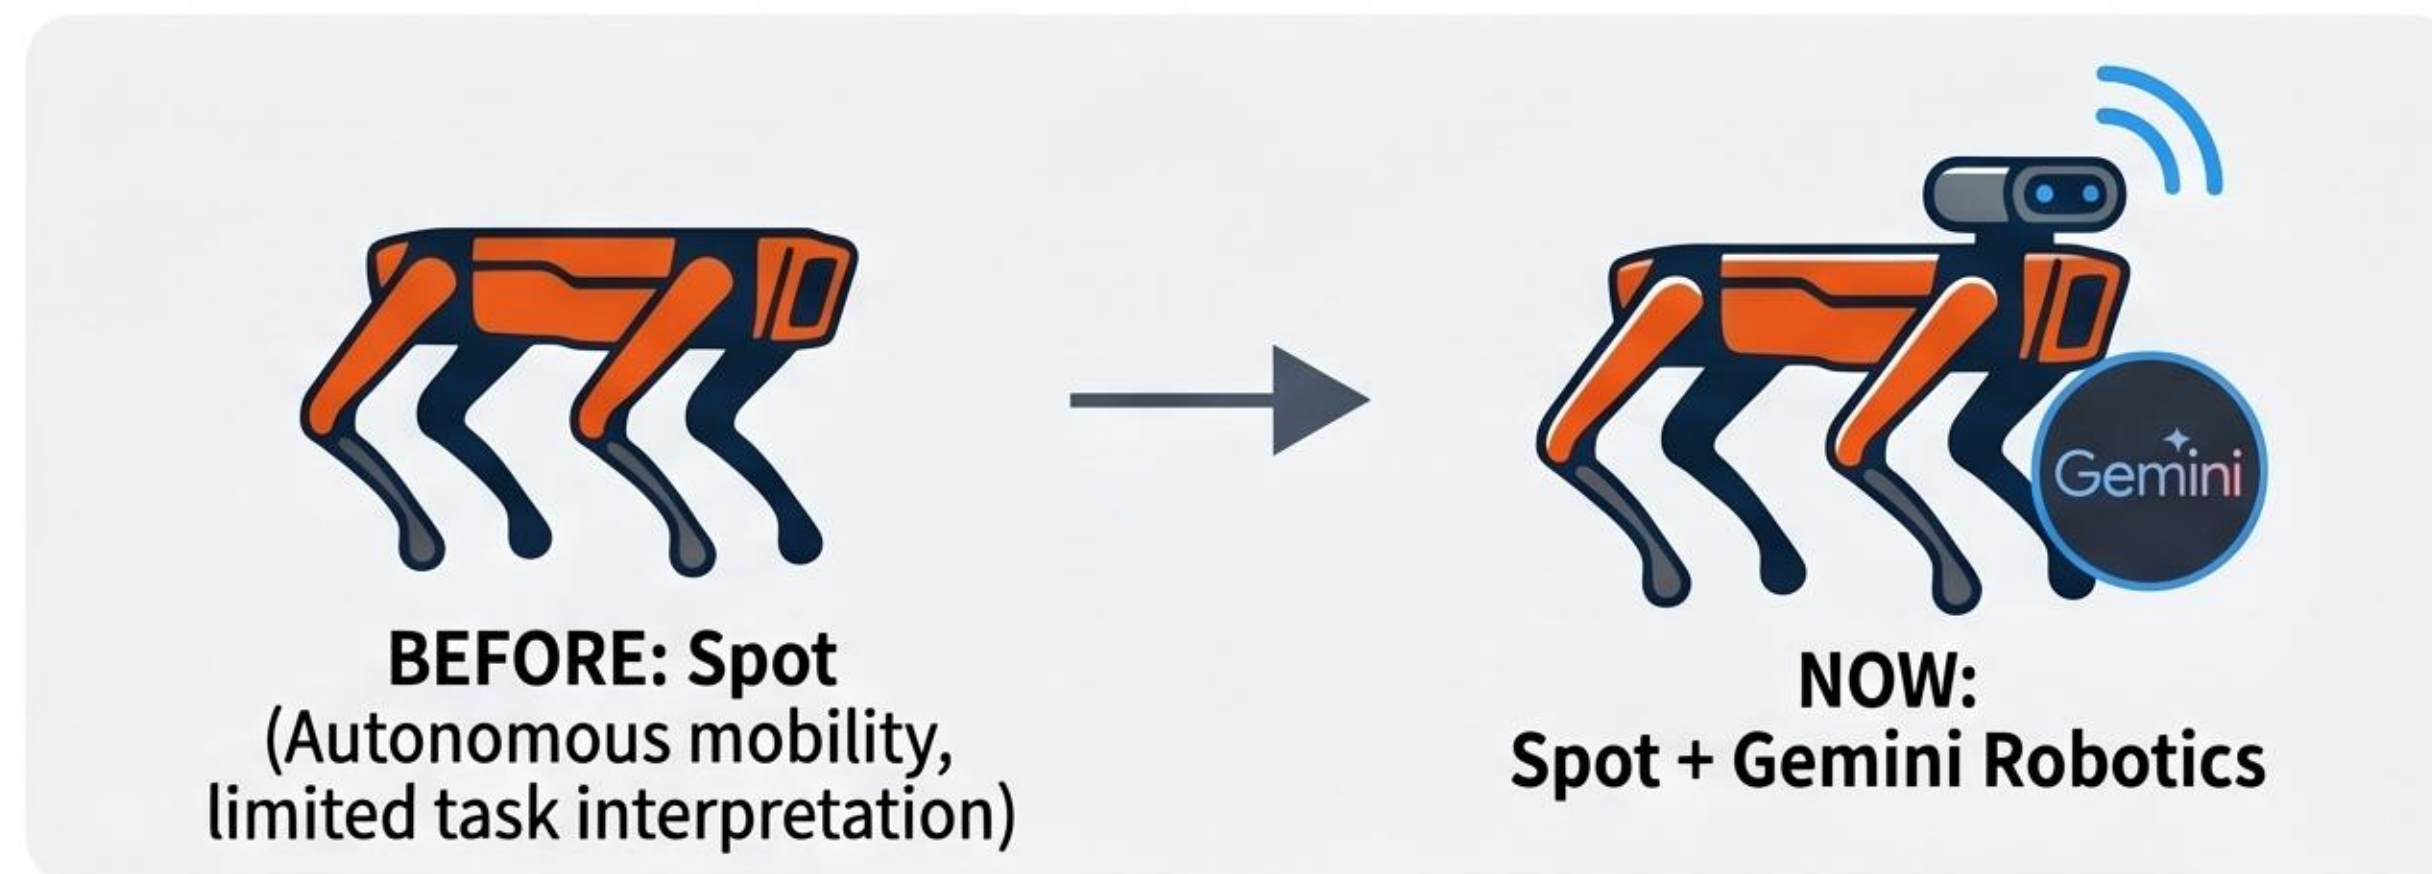 BEFORE: Spot
(Autonomous mobility,
limited task interpretation)
Gemini
NOW:
Spot + Gemini Robotics